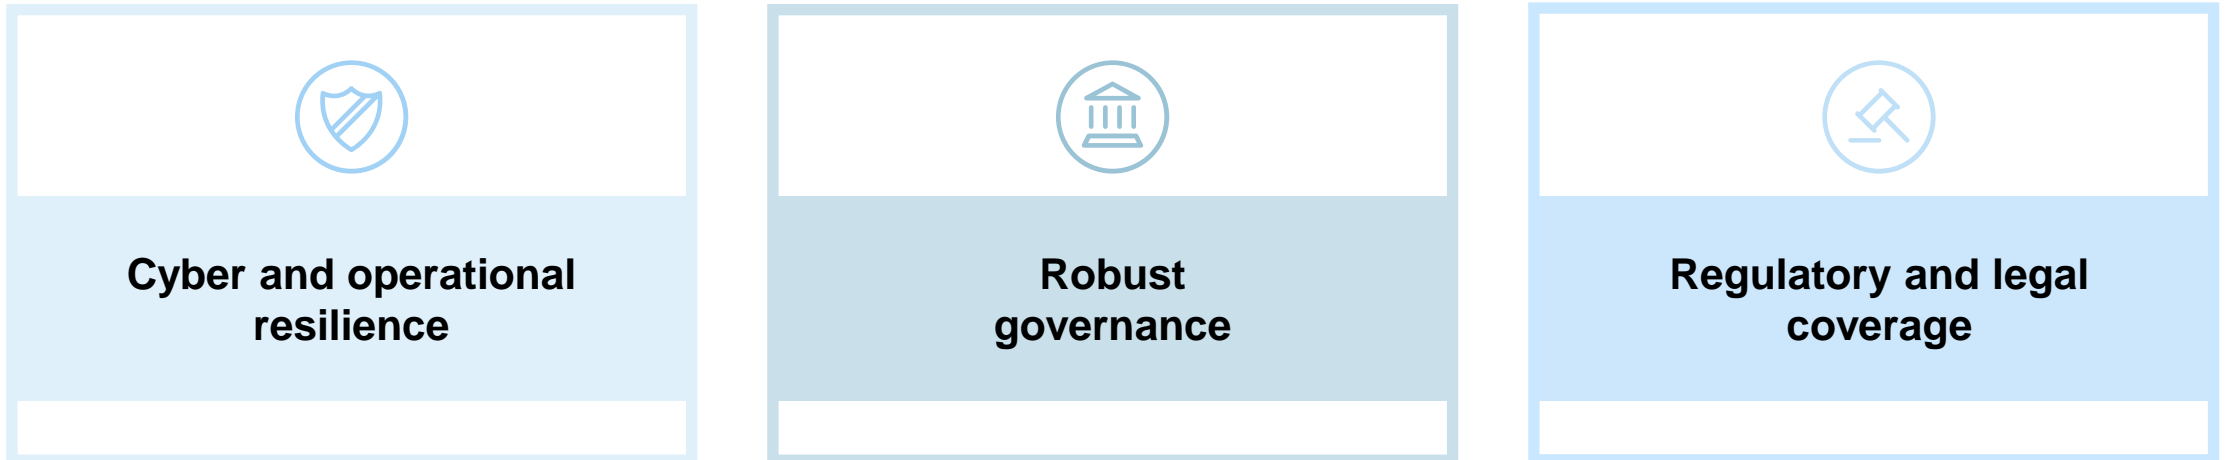 Cyber and operational
resilience
Robust
governance
Regulatory and legal
coverage